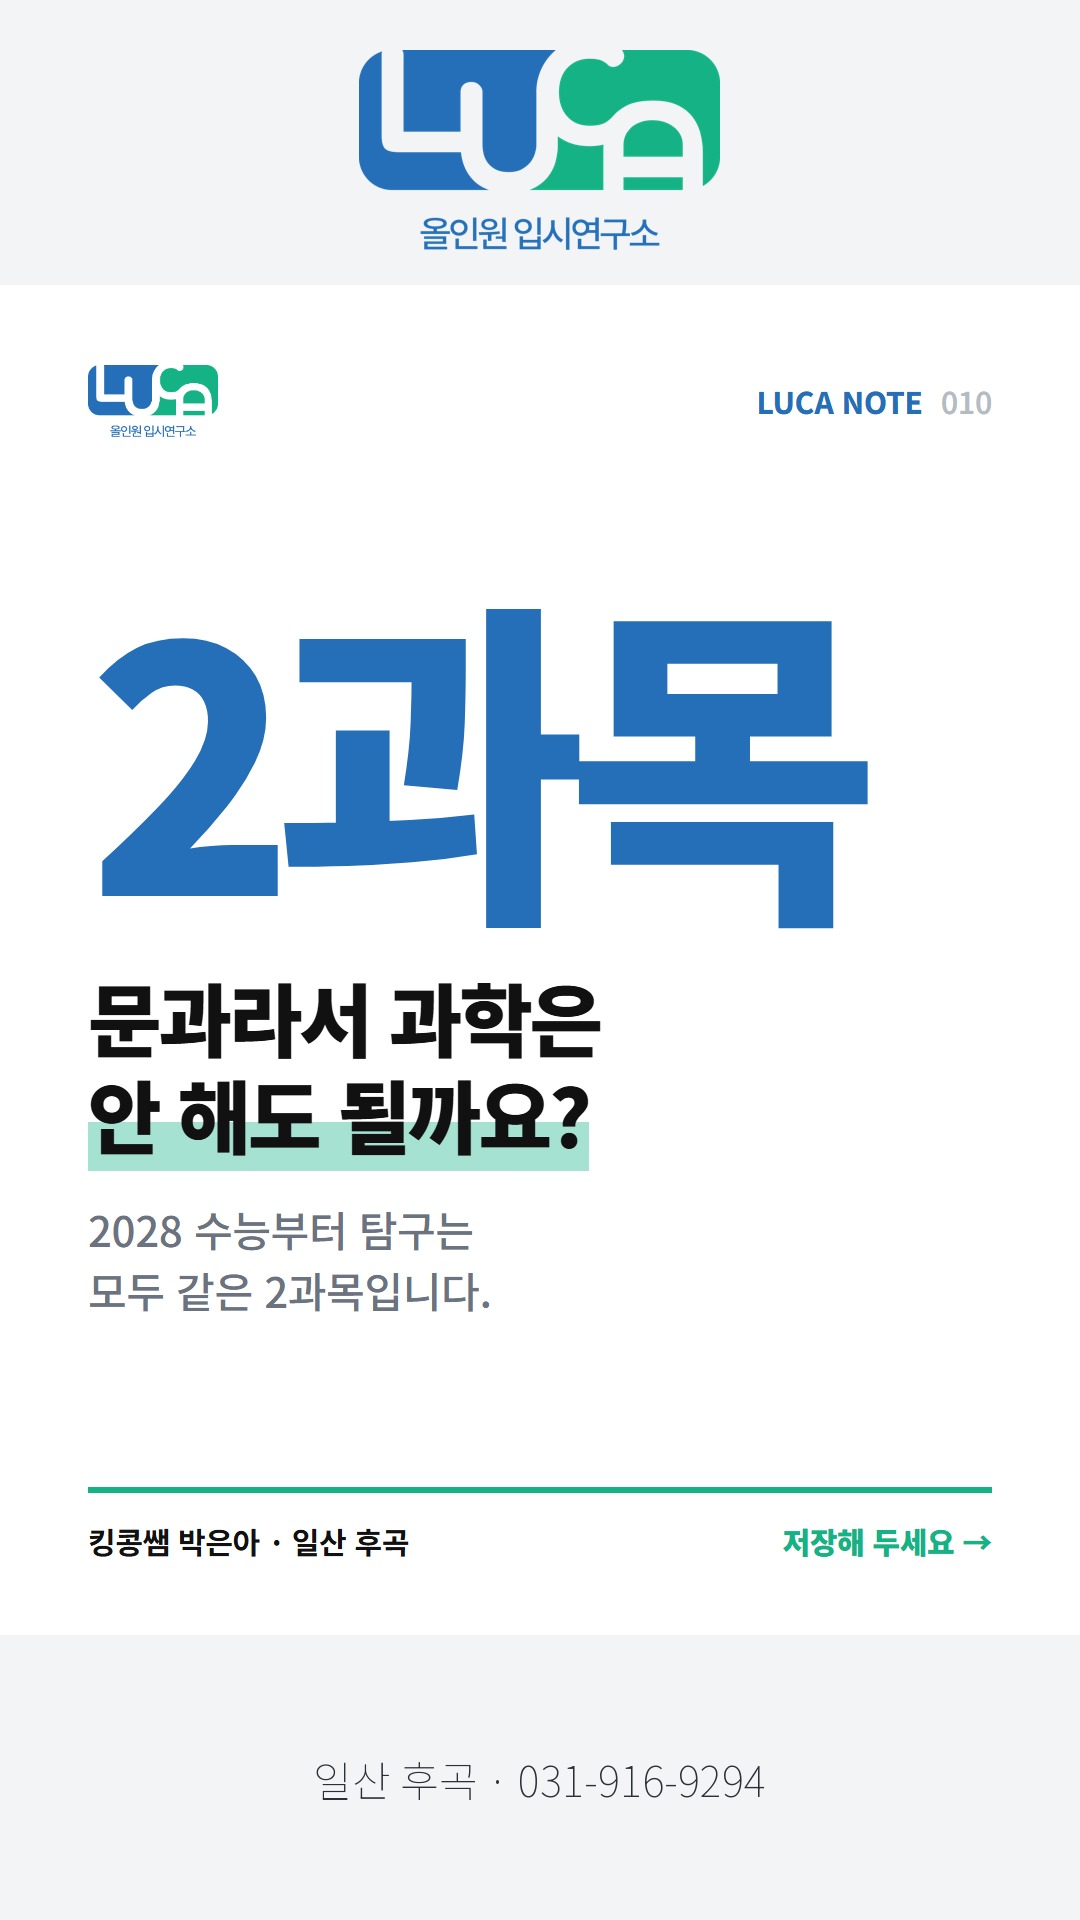 LUCA
올인원 입시연구소
LUCA
올인원 입시연구소
LUCA NOTE 010
2과목
문과라서 과학은
안 해도 될까요?
2028 수능부터 탐구는
모두 같은 2과목입니다.
킹콩쌤 박은아 · 일산 후곡
저장해 두세요 →
일산 후곡 · 031-916-9294